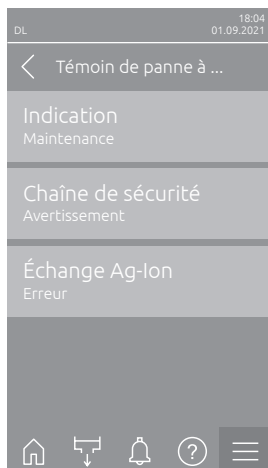 18:04
DL 01.09.2021
Témoin de panne à ...
Indication
Maintenance
Chaîne de sécurité
Avertissement
Échange Ag-Ion
Erreur
?